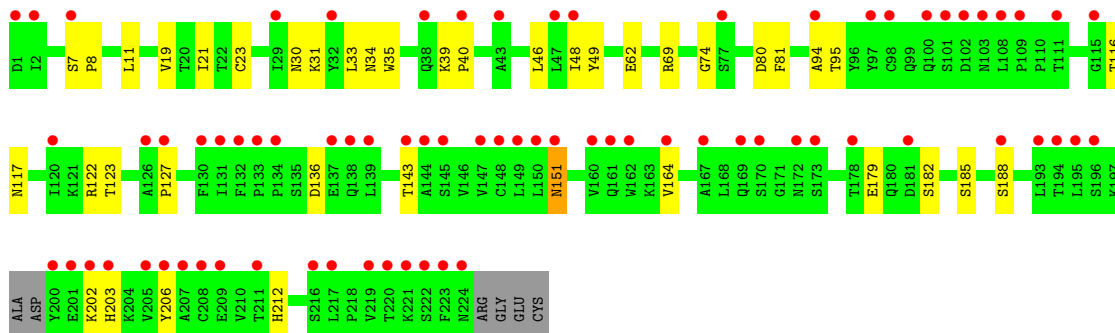 D1 I2 S7 P8 L11 V19 T20 I21 T22 C23 I29 N30 K31 Y32 L33 N34 W35 Q38 K39 P40 A43 L46 L47 I48 Y49 E62 R69 G74 S77 D80 F81 A94 T95 Y96 Y97 C98 Q99 Q100 S101 D102 N103 L108 P109 P110 T111 G115 T116
N117 I120 K121 R122 T123 A126 P127 F130 I131 F132 P133 P134 S135 D136 E137 Q138 L139 T143 A144 S145 V146 V147 C148 L149 L150 N151 V160 Q161 W162 K163 V164 A167 L168 Q169 S170 G171 N172 S173 T178 E179 Q180 D181 S182 S185 S188 L193 T194 L195 S196 K197
ALA ASP Y200 E201 K202 H203 K204 V205 Y206 A207 C208 E209 V210 T211 H212 S216 L217 P218 V219 T220 K221 S222 F223 N224 ARG GLY GLU CYS